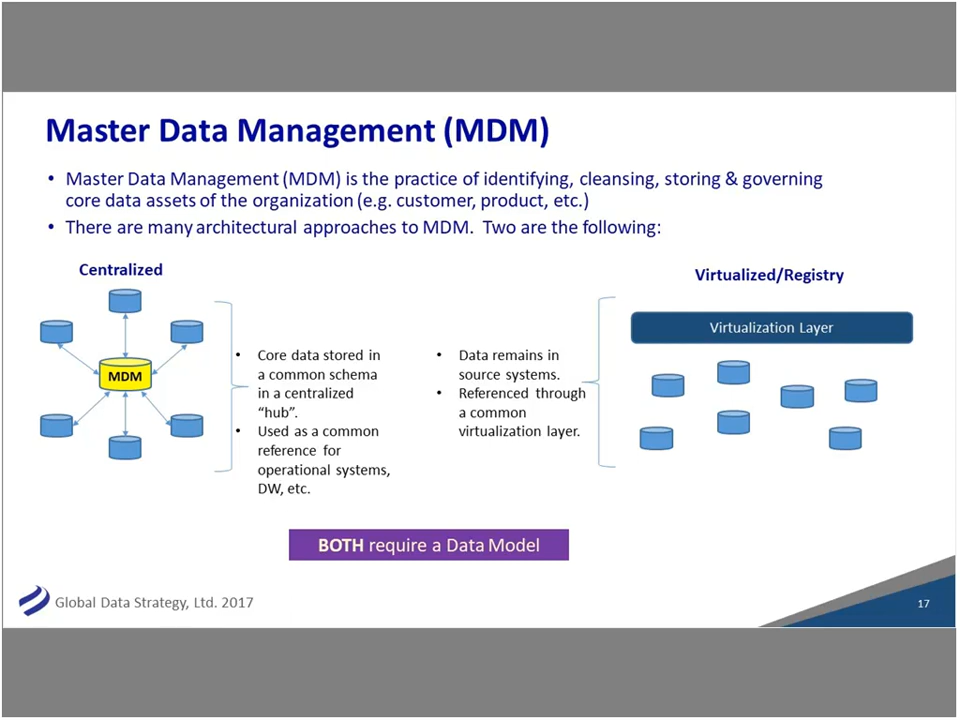 Master Data Management (MDM)
• Master Data Management (MDM) is the practice of identifying, cleansing, storing & governing
core data assets of the organization (e.g. customer, product, etc.)
• There are many architectural approaches to MDM.  Two are the following:
Centralized
MDM
• Core data stored in
a common schema
in a centralized
“hub”.
• Used as a common
reference for
operational systems,
DW, etc.
Virtualized/Registry
• Data remains in
source systems.
• Referenced through
a common
virtualization layer.
Virtualization Layer
BOTH require a Data Model
Global Data Strategy, Ltd. 2017
17